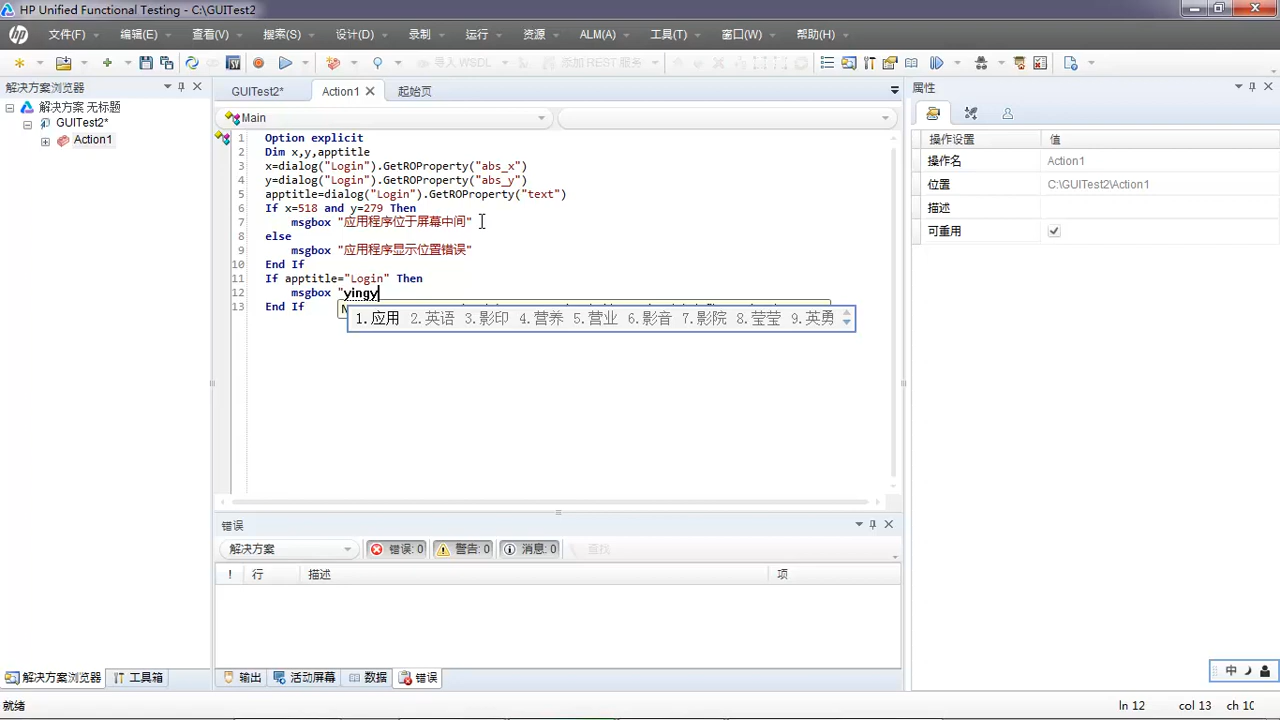 HP Unified Functional Testing - C:\GUITest2
文件(F) 编辑(E) 查看(V) 搜索(S) 设计(D) 录制 运行 资源 ALM(A) 工具(T) 窗口(W) 帮助(H)
导入 WSDL 添加 REST 服务
解决方案浏览器
解决方案 无标题
GUITest2*
Action1
GUITest2* Action1 起始页
Main
1 Option explicit
2 Dim x,y,apptitle
3 x=dialog("Login").GetROProperty("abs_x")
4 y=dialog("Login").GetROProperty("abs_y")
5 apptitle=dialog("Login").GetROProperty("text")
6 If x=518 and y=279 Then
7 msgbox "应用程序位于屏幕中间"
8 else
9 msgbox "应用程序显示位置错误"
10 End If
11 If apptitle="Login" Then
12 msgbox "yingy
13 End If
1.应用 2.英语 3.影印 4.营养 5.营业 6.影音 7.影院 8.莹莹 9.英勇
属性
操作设置 值
操作名 Action1
位置 C:\GUITest2\Action1
描述
可重用
错误
解决方案 错误: 0 警告: 0 消息: 0 查找
! 行 描述 项
解决方案浏览器 工具箱
输出 活动屏幕 数据 错误
中
就绪 ln 12 col 13 ch 10